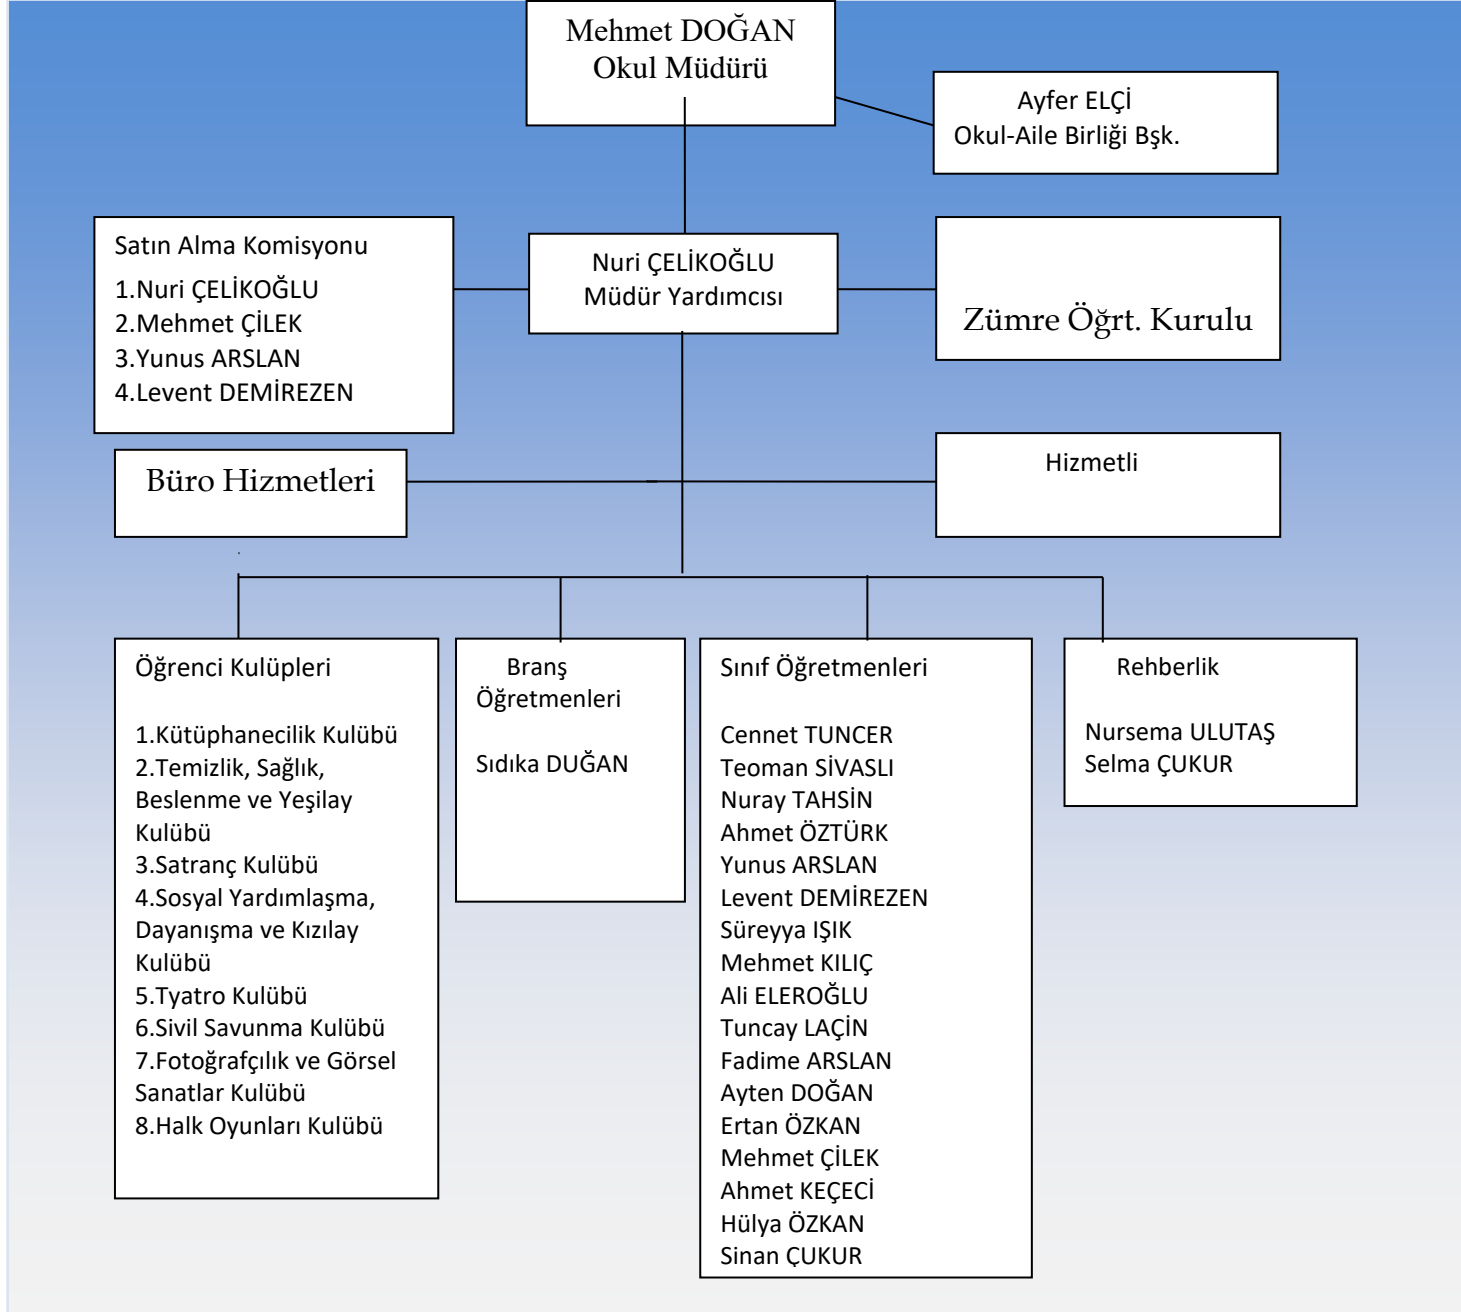 Mehmet DOĞAN
Okul Müdürü
Ayfer ELÇİ
Okul-Aile Birliği Bşk.
Satın Alma Komisyonu
1.Nuri ÇELİKOĞLU
2.Mehmet ÇİLEK
3.Yunus ARSLAN
4.Levent DEMİREZEN
Nuri ÇELİKOĞLU
Müdür Yardımcısı
Zümre Öğrt. Kurulu
Büro Hizmetleri
Hizmetli
Öğrenci Kulüpleri
1.Kütüphanecilik Kulübü
2.Temizlik, Sağlık,
Beslenme ve Yeşilay
Kulübü
3.Satranç Kulübü
4.Sosyal Yardımlaşma,
Dayanışma ve Kızılay
Kulübü
5.Tyatro Kulübü
6.Sivil Savunma Kulübü
7.Fotoğrafçılık ve Görsel
Sanatlar Kulübü
8.Halk Oyunları Kulübü
Branş
Öğretmenleri
Sıdıka DUĞAN
Sınıf Öğretmenleri
Cennet TUNCER
Teoman SİVASLI
Nuray TAHSİN
Ahmet ÖZTÜRK
Yunus ARSLAN
Levent DEMİREZEN
Süreyya IŞIK
Mehmet KILIÇ
Ali ELEROĞLU
Tuncay LAÇİN
Fadime ARSLAN
Ayten DOĞAN
Ertan ÖZKAN
Mehmet ÇİLEK
Ahmet KEÇECİ
Hülya ÖZKAN
Sinan ÇUKUR
Rehberlik
Nursema ULUTAŞ
Selma ÇUKUR